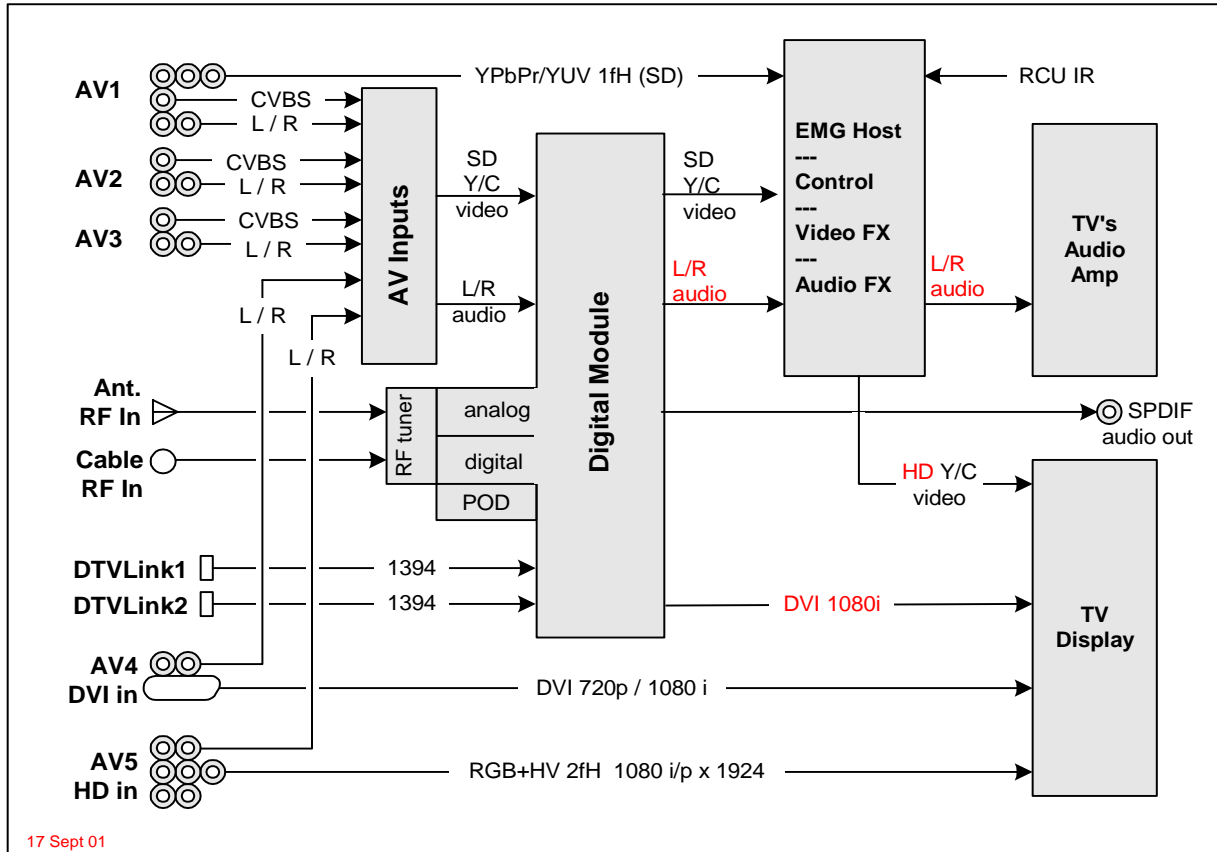 AV1
YPbPr/YUV 1fH (SD)
RCU IR
CVBS
L / R
AV2
CVBS
L / R
AV3
CVBS
L / R
L / R
L / R
AV Inputs
SD
Y/C
video
L/R
audio
Digital Module
SD
Y/C
video
L/R
audio
EMG Host
---
Control
---
Video FX
---
Audio FX
L/R
audio
TV's
Audio
Amp
Ant.
RF In
Cable
RF In
RF tuner
analog
digital
POD
SPDIF
audio out
HD Y/C
video
DTVLink1
1394
DTVLink2
1394
DVI 1080i
TV
Display
AV4
DVI in
DVI 720p / 1080 i
AV5
HD in
RGB+HV 2fH 1080 i/p x 1924
17 Sept 01